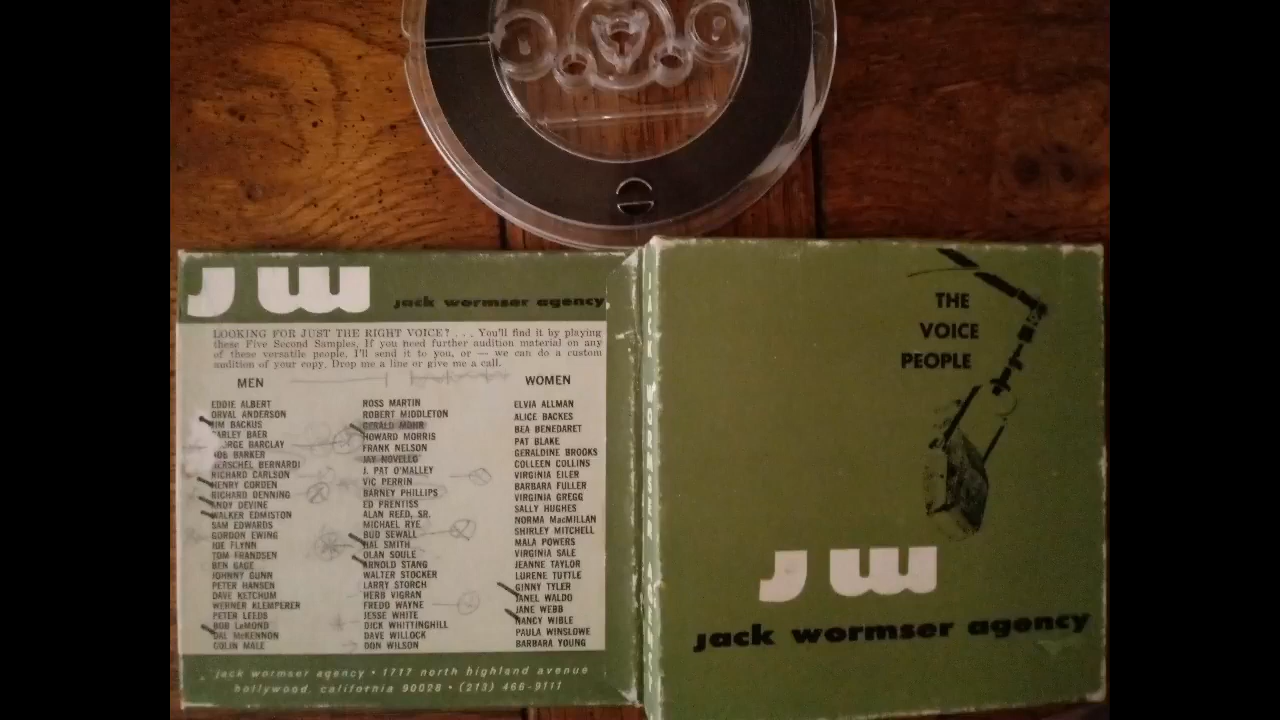 JW
jack wormser agency
LOOKING FOR JUST THE RIGHT VOICE? . . . You'll find it by playing
these Five Second Samples. If you need further audition material on any
of these versatile people, I'll send it to you, or — we can do a custom
audition of your copy. Drop me a line or give me a call.
MEN
EDDIE ALBERT
ORVAL ANDERSON
JIM BACKUS
PARLEY BAER
GEORGE BARCLAY
BOB BARKER
HERSCHEL BERNARDI
RICHARD CARLSON
HENRY CORDEN
RICHARD DENNING
ANDY DEVINE
WALKER EDMISTON
SAM EDWARDS
GORDON EWING
JOE FLYNN
TOM FRANDSEN
BEN GAGE
JOHNNY GUNN
PETER HANSEN
DAVE KETCHUM
WERNER KLEMPERER
PETER LEEDS
BOB LeMOND
DAL McKENNON
COLIN MALE
ROSS MARTIN
ROBERT MIDDLETON
GERALD MOHR
HOWARD MORRIS
FRANK NELSON
JAY NOVELLO
J. PAT O'MALLEY
VIC PERRIN
BARNEY PHILLIPS
ED PRENTISS
ALAN REED, SR.
MICHAEL RYE
BUD SEWALL
HAL SMITH
OLAN SOULE
ARNOLD STANG
WALTER STOCKER
LARRY STORCH
HERB VIGRAN
FREDD WAYNE
JESSE WHITE
DICK WHITTINGHILL
DAVE WILLOCK
DON WILSON
WOMEN
ELVIA ALLMAN
ALICE BACKES
BEA BENEDARET
PAT BLAKE
GERALDINE BROOKS
COLLEEN COLLINS
VIRGINIA EILER
BARBARA FULLER
VIRGINIA GREGG
SALLY HUGHES
NORMA MacMILLAN
SHIRLEY MITCHELL
MALA POWERS
VIRGINIA SALE
JEANNE TAYLOR
LURENE TUTTLE
GINNY TYLER
JANEL WALDO
JANE WEBB
NANCY WIBLE
PAULA WINSLOWE
BARBARA YOUNG
jack wormser agency • 1717 north highland avenue
hollywood, california 90028 • (213) 466-9111
JACK WORMSER AGENCY
THE
VOICE
PEOPLE
JW
jack wormser agency